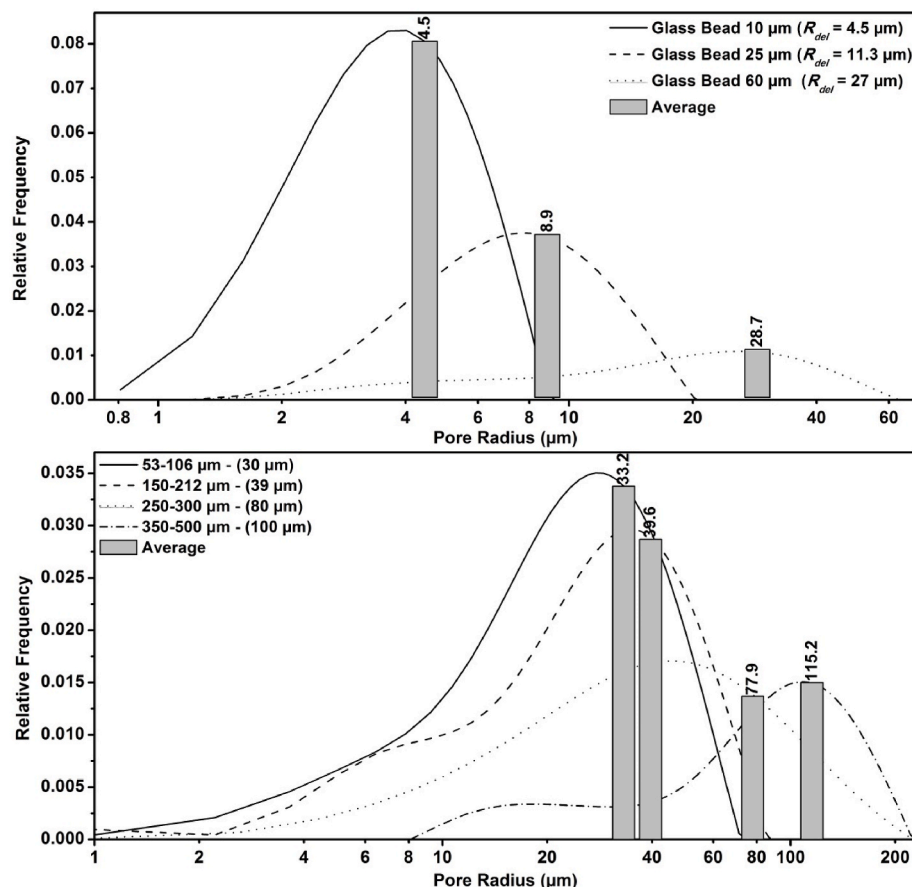 4.5
Glass Bead 10 µm (R_del = 4.5 µm)
Glass Bead 25 µm (R_del = 11.3 µm)
Glass Bead 60 µm (R_del = 27 µm)
Average
8.9
28.7
0.08
0.07
0.06
0.05
0.04
0.03
0.02
0.01
0.00
Relative Frequency
0.8 1 2 4 6 8 10 20 40 60
Pore Radius (µm)
53-106 µm - (30 µm)
150-212 µm - (39 µm)
250-300 µm - (80 µm)
350-500 µm - (100 µm)
Average
33.2
39.6
77.9
115.2
0.035
0.030
0.025
0.020
0.015
0.010
0.005
0.000
Relative Frequency
1 2 4 6 8 10 20 40 60 80 100 200
Pore Radius (µm)